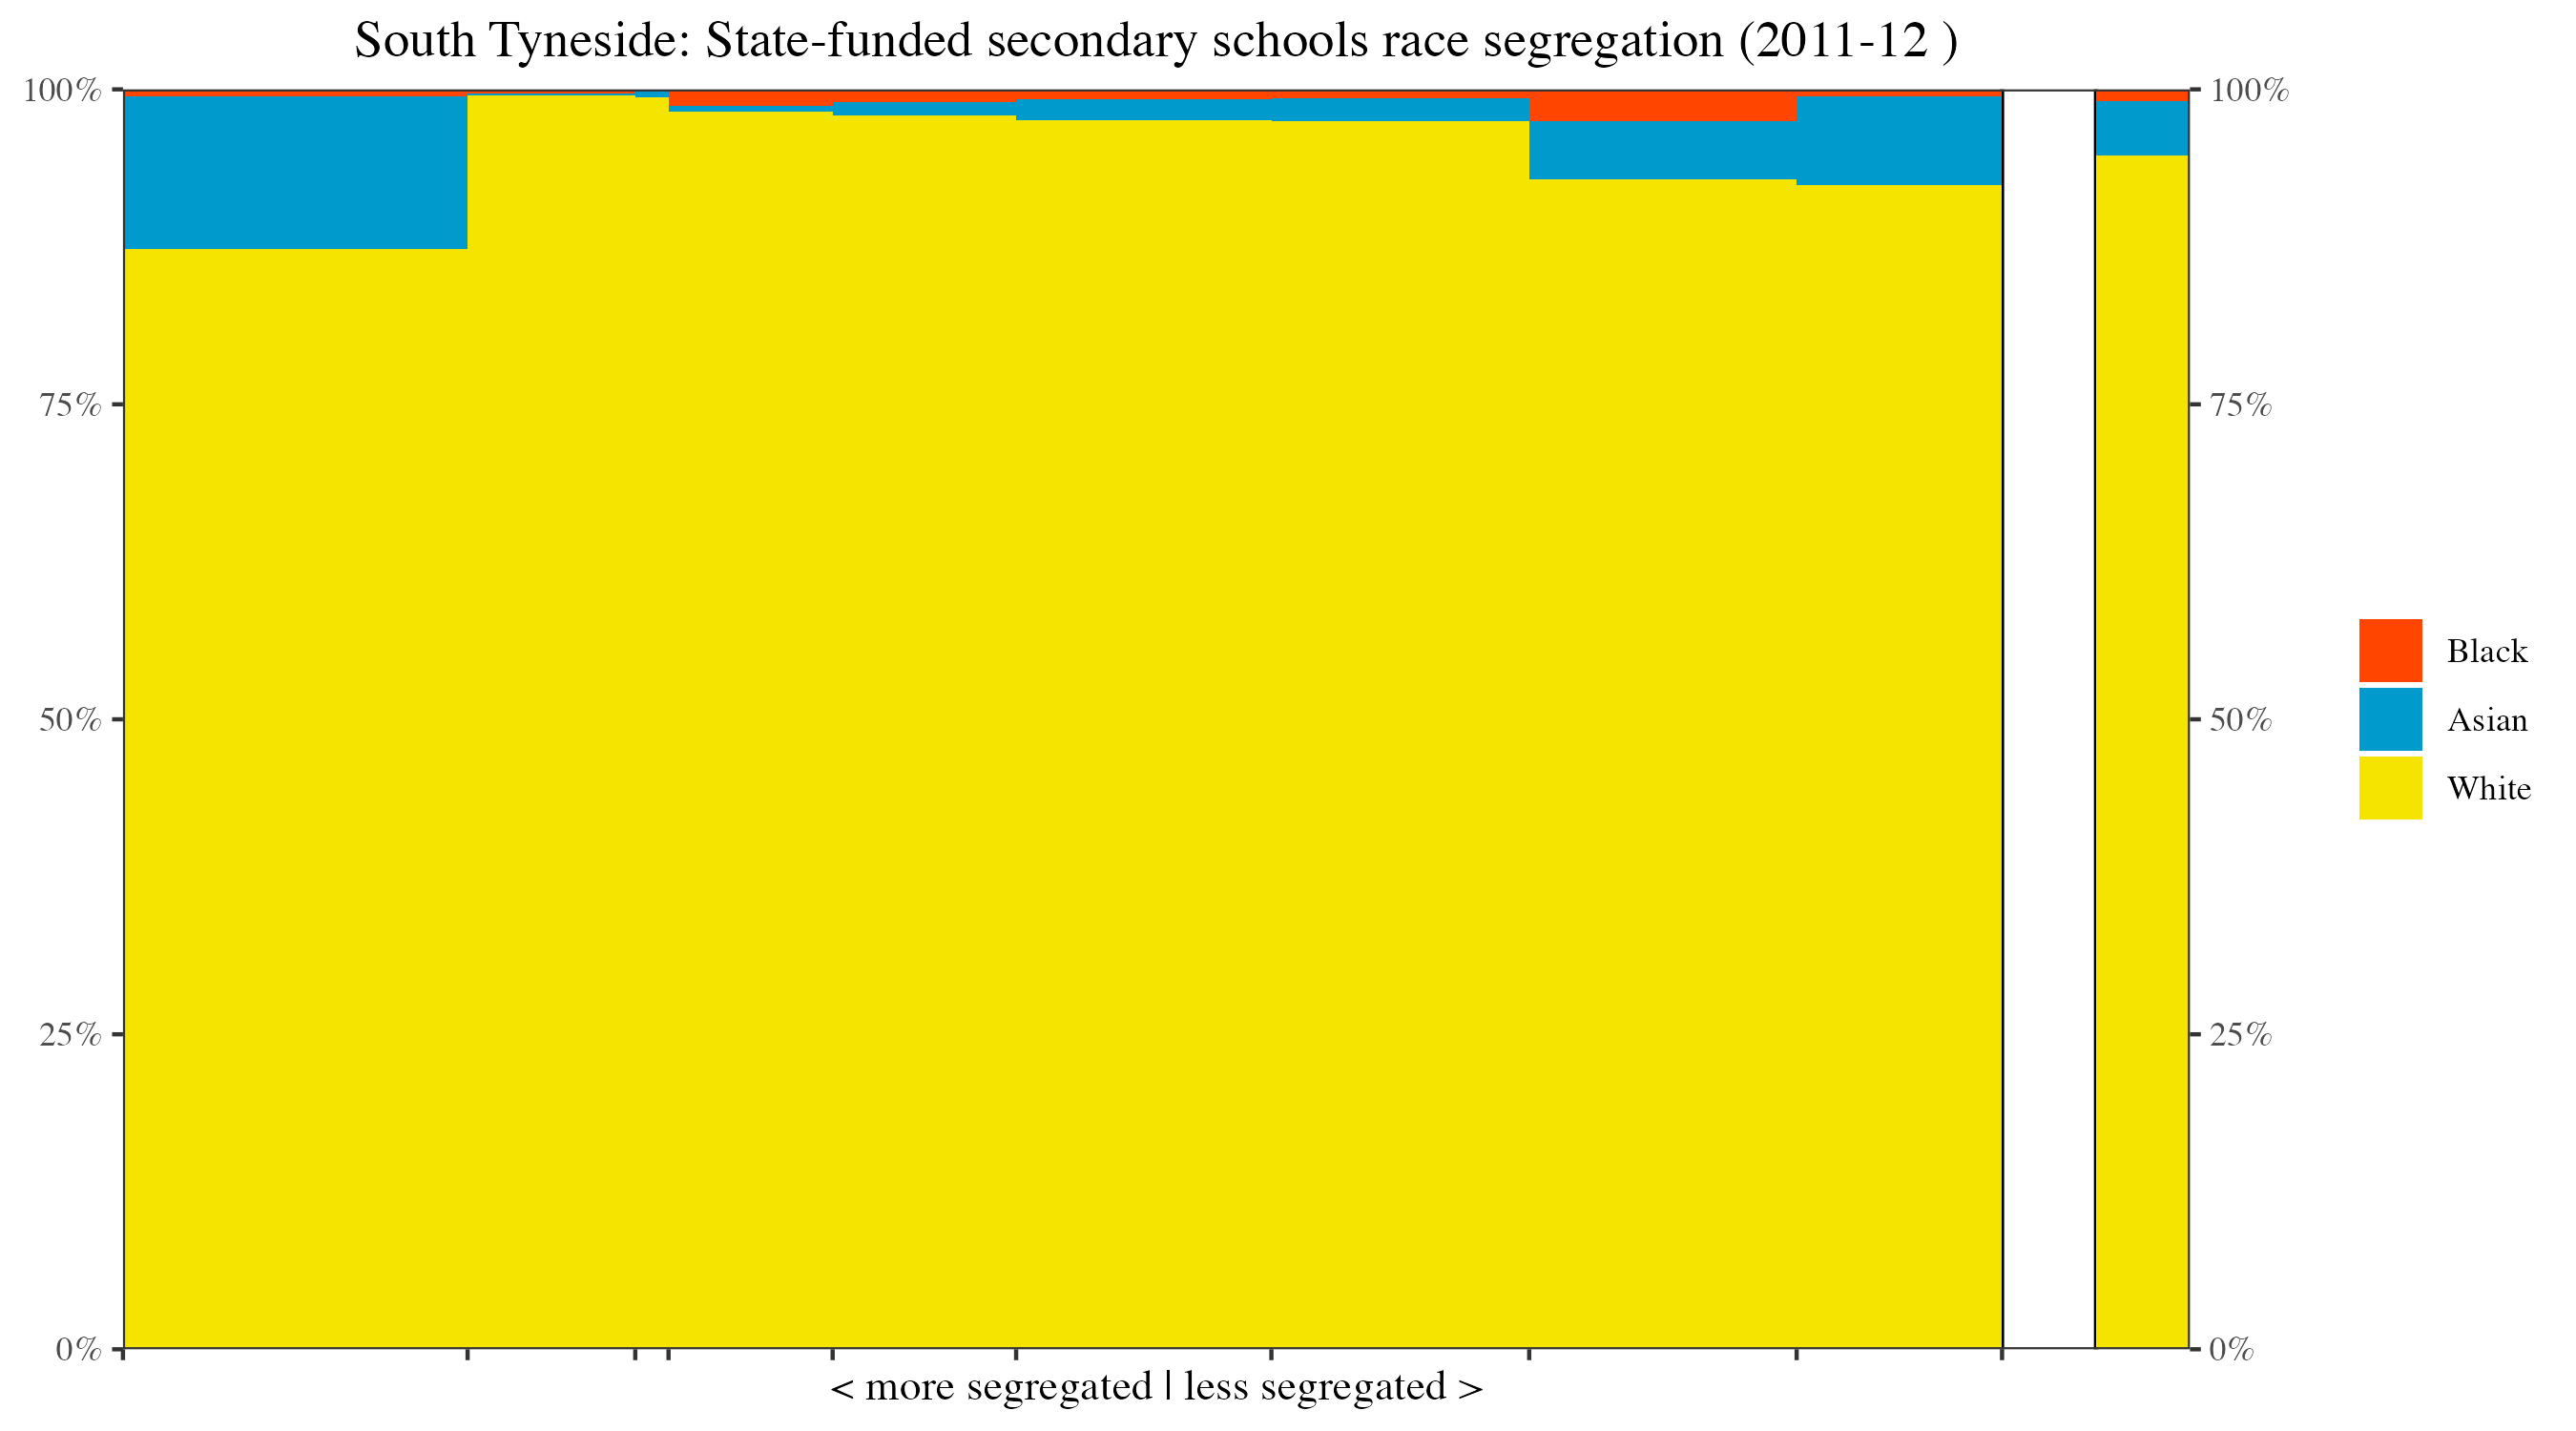 South Tyneside: State-funded secondary schools race segregation (2011-12 )
100%
75%
50%
25%
0%
100%
75%
50%
25%
0%
Black
Asian
White
< more segregated | less segregated >